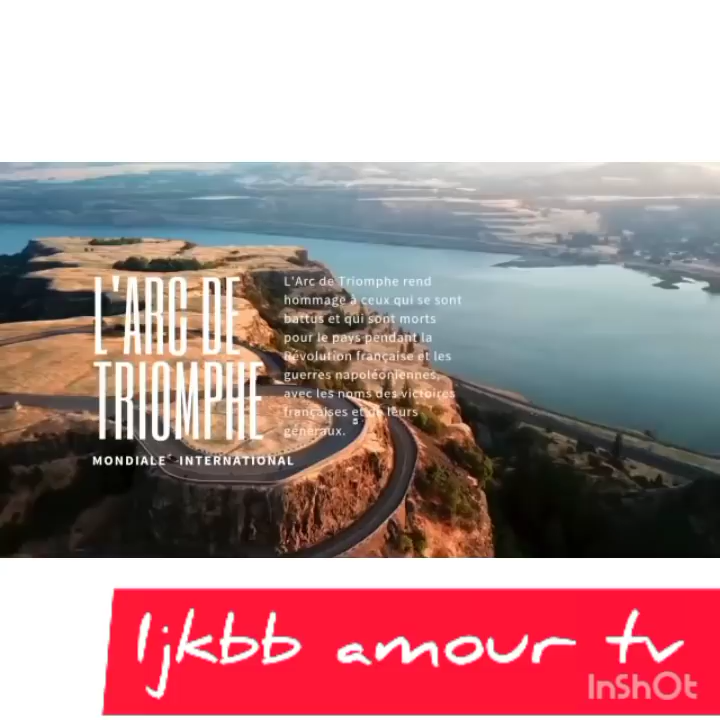 L'ARC DE
TRIOMPHE
MONDIALE INTERNATIONAL
L'Arc de Triomphe rend
hommage à ceux qui se sont
battus et qui sont morts
pour le pays pendant la
Révolution française et les
guerres napoléoniennes,
avec les noms des victoires
françaises et de leurs
généraux.
ljkbb amour tv
InShOt